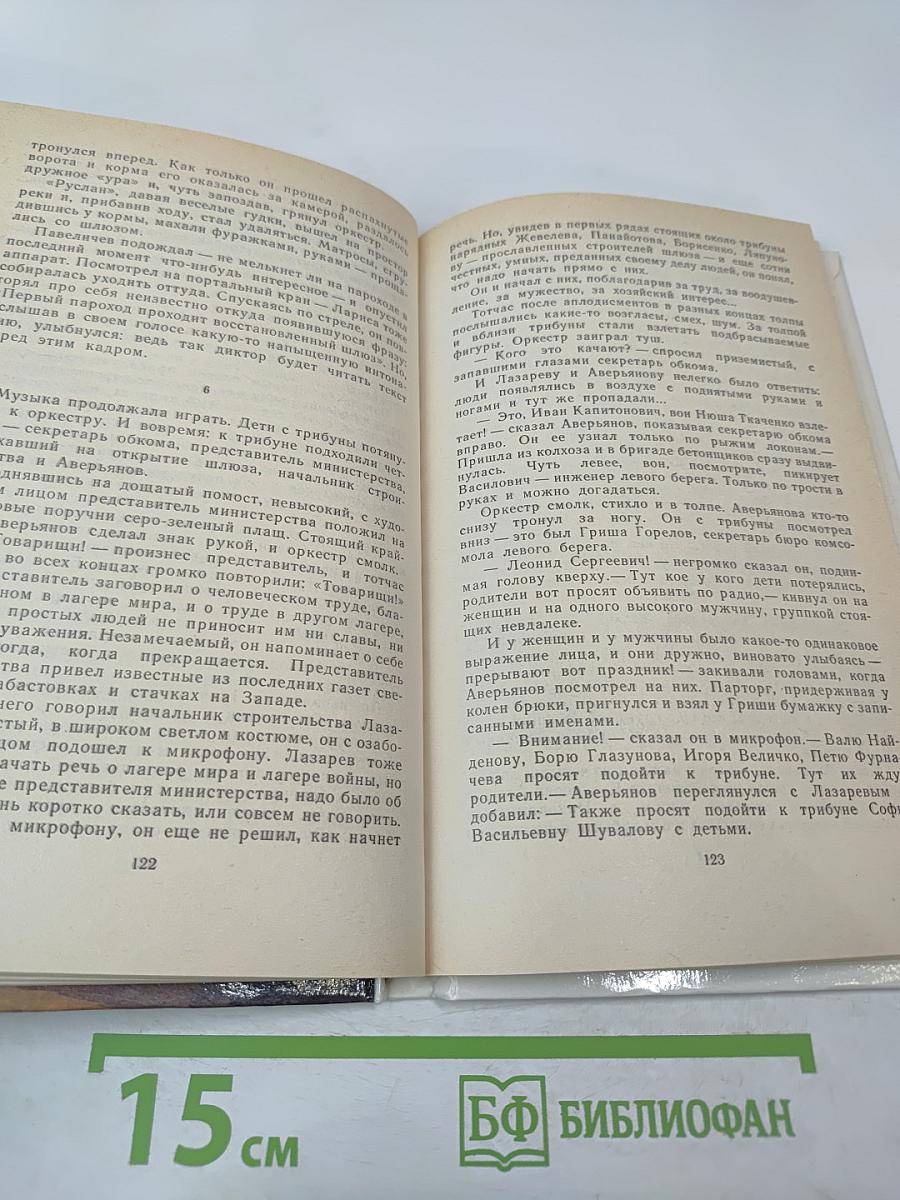 тронулся вперед. Как только он прошел распахнутые
ворота и корма его оказалась за камерой, раздалось
дружное «ура» и, чуть запоздав, грянул оркестр.
«Руслан», давая веселые гудки, вышел на простор
реки и, прибавив ходу, стал удаляться. Матросы, сгру-
дившись у кормы, махали фуражками, руками — проща-
лись со шлюзом.
Павеличев подождал — не мелькнет ли на пароходе в
последний момент что-нибудь интересное — и опустил
аппарат. Посмотрел на портальный кран — Лариса тоже
собиралась уходить оттуда. Спускаясь по стреле, он пов-
торял про себя неизвестно откуда появившуюся фразу:
«Первый пароход проходит восстановленный шлюз». Но,
слышав в своем голосе какую-то напыщенную интона-
ию, улыбнулся: ведь так диктор будет читать текст
ред этим кадром.
6
Музыка продолжала играть. Дети с трибуны потяну-
к оркестру. И вовремя: к трибуне подходили чет-
— секретарь обкома, представитель министерства,
хавший на открытие шлюза, начальник строи-
тва и Аверьянов.
однявшись на дощатый помост, невысокий, с худо-
м лицом представитель министерства положил на
овые поручни серо-зеленый плащ. Стоящий край-
Аверьянов сделал знак рукой, и оркестр смолк.
Товарищи! — произнес представитель, и тотчас
во всех концах громко повторили: «Товарищи!»
ставитель заговорил о человеческом труде, бла-
ном в лагере мира, и о труде в другом лагере,
простых людей не приносит им ни славы, ни
уважения. Незамечаемый, он напоминает о себе
огда, когда прекращается. Представитель
ства привел известные из последних газет све-
абастовках и стачках на Западе.
него говорил начальник строительства Лаза-
стый, в широком светлом костюме, он с озабо-
цом подошел к микрофону. Лазарев тоже
ачать речь о лагере мира и лагере войны, но
е представителя министерства, надо было об
нь коротко сказать, или совсем не говорить.
микрофону, он еще не решил, как начнет
122
речь. Но, увидев в первых рядах стоящих около трибуны
нарядных Жевелева, Панайотова, Борисенко, Ливуно-
ву — прославленных строителей шлюза — и еще сотни
честных, умных, преданных своему делу людей, он понял,
что надо начать прямо с них.
Он и начал с них, поблагодарив за труд, за воодушев-
ление, за мужество, за хозяйский интерес...
Тотчас после аплодисментов в разных концах толпы
послышались какие-то возгласы, смех, шум. За толпой
и вблизи трибуны стали взлетать подбрасываемые
фигуры. Оркестр заиграл туш.
— Кого это качают? — спросил приземистый, с
запавшими глазами секретарь обкома.
И Лазареву и Аверьянову нелегко было ответить:
люди появлялись в воздухе с поднятыми руками и
ногами и тут же пропадали...
— Это, Иван Капитонович, вон Нюша Ткаченко взле-
тает! — сказал Аверьянов, показывая секретарю обкома
вправо. Он ее узнал только по рыжим локонам.—
Пришла из колхоза и в бригаде бетонщиков сразу выдви-
нулась. Чуть левее, вон, посмотрите, пикирует
Василович — инженер левого берега. Только по трости в
руках и можно догадаться.
Оркестр смолк, стихло и в толпе. Аверьянова кто-то
снизу тронул за ногу. Он с трибуны посмотрел
вниз — это был Гриша Горелов, секретарь бюро комсо-
мола левого берега.
— Леонид Сергеевич! — негромко сказал он, подни-
мая голову кверху.— Тут кое у кого дети потерялись,
родители вот просят объявить по радио,— кивнул он на
женщин и на одного высокого мужчину, группкой стоя-
щих невдалеке.
И у женщин и у мужчины было какое-то одинаковое
выражение лица, и они дружно, виновато улыбаясь —
прерывают вот праздник! — закивали головами, когда
Аверьянов посмотрел на них. Парторг, придерживая у
колен брюки, пригнулся и взял у Гриши бумажку с запи-
санными именами.
— Внимание! — сказал он в микрофон.— Валю Най-
денову, Борю Глазунова, Игоря Величко, Петю Фурна-
чева просят подойти к трибуне. Тут их жду
родители.— Аверьянов переглянулся с Лазаревым
добавил: — Также просят подойти к трибуне Софь
Васильевну Шувалову с детьми.
123
15 см
БФ БИБЛИОФАН